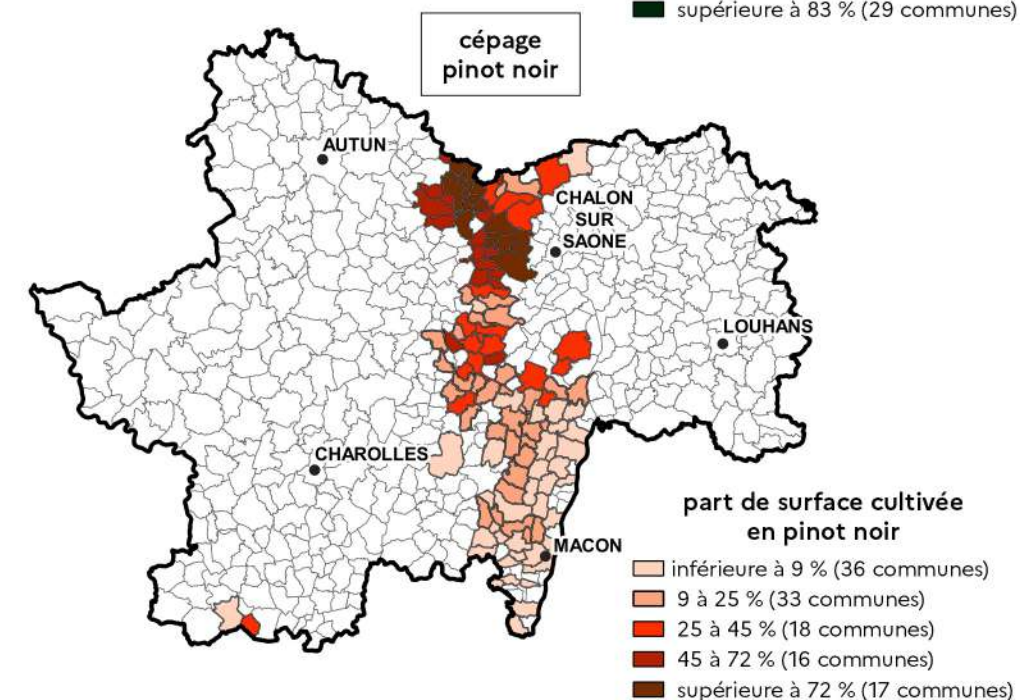 supérieure à 83 % (29 communes)
cépage
pinot noir
AUTUN
CHALON
SUR
SAONE
LOUHANS
CHAROLLES
MACON
part de surface cultivée
en pinot noir
inférieure à 9 % (36 communes)
9 à 25 % (33 communes)
25 à 45 % (18 communes)
45 à 72 % (16 communes)
supérieure à 72 % (17 communes)